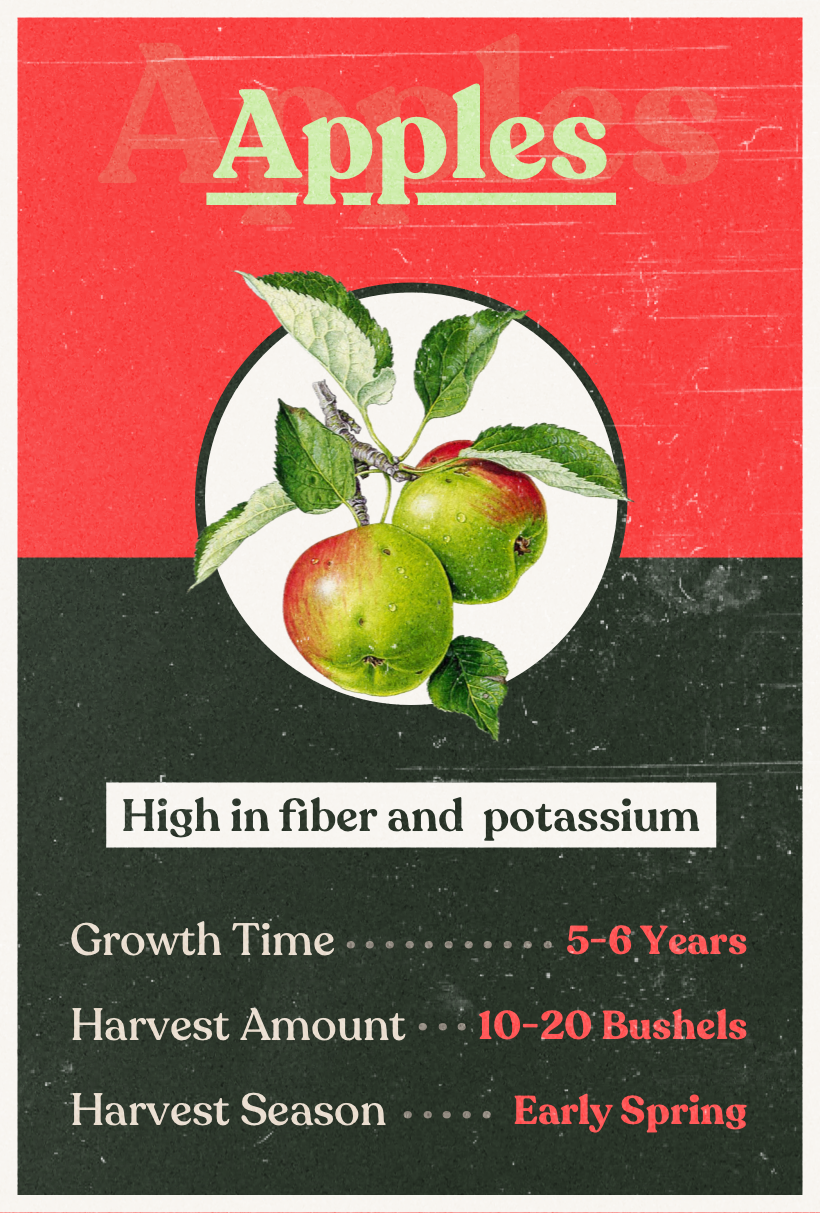 Apples
Apples
High in fiber and  potassium
Growth Time 5-6 Years
Harvest Amount 10-20 Bushels
Harvest Season Early Spring